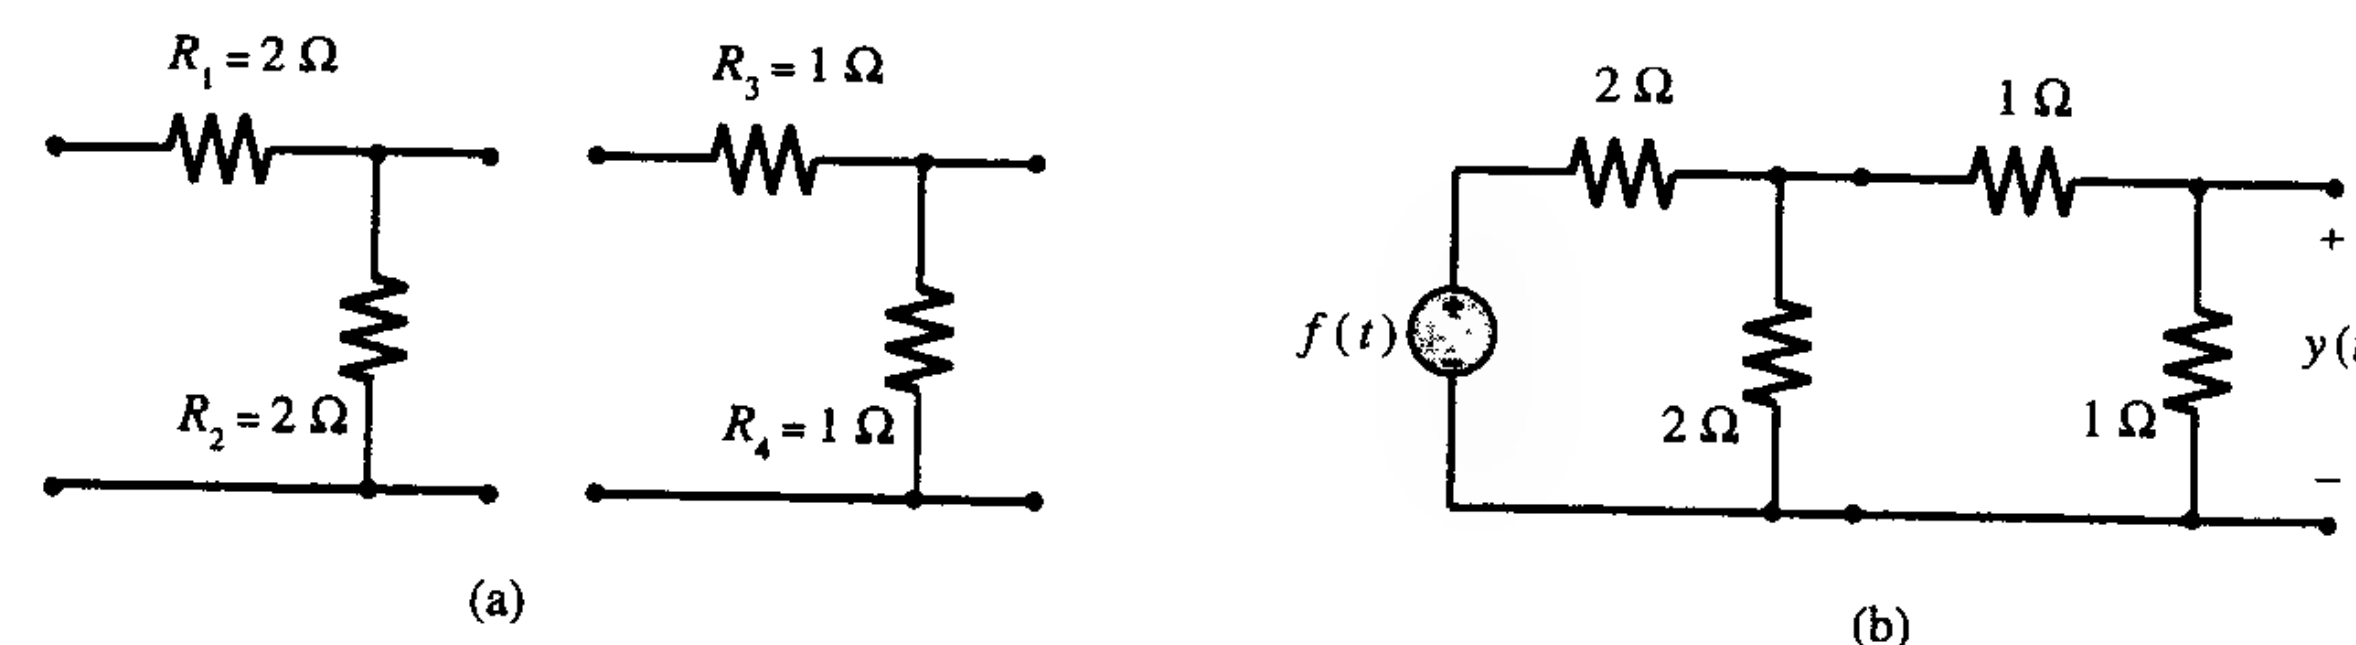 R₁ = 2 Ω
R₃ = 1 Ω
R₂ = 2 Ω
R₄ = 1 Ω
(a)
2 Ω
1 Ω
f(t)
+
−
2 Ω
1 Ω
+
y(
−
(b)